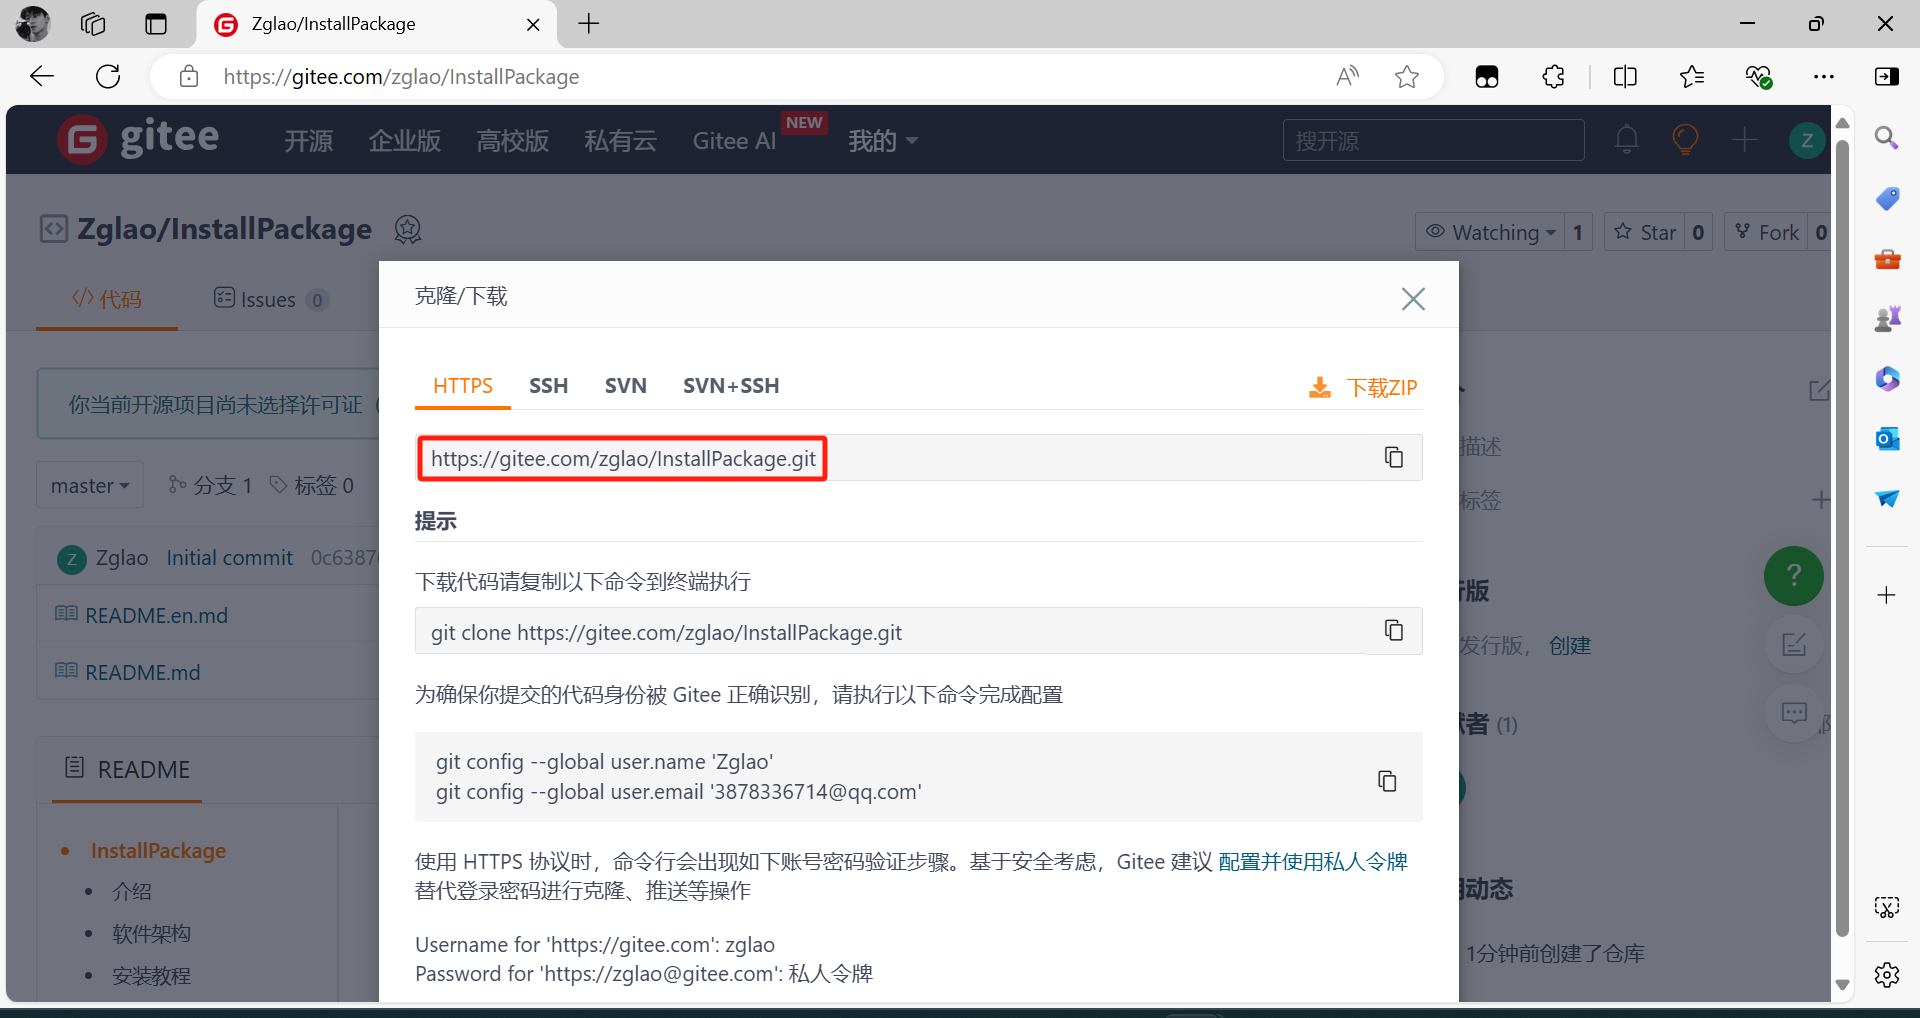 Zglao/InstallPackage
https://gitee.com/zglao/InstallPackage
gitee 开源 企业版 高校版 私有云 Gitee AI NEW 我的 搜开源 Z
Zglao/InstallPackage
Watching 1 Star 0 Fork 0
代码 Issues 0
克隆/下载
HTTPS SSH SVN SVN+SSH 下载ZIP
你当前开源项目尚未选择许可证（
https://gitee.com/zglao/InstallPackage.git
描述
master 分支 1 标签 0
标签
提示
Z Zglao Initial commit 0c6387
下载代码请复制以下命令到终端执行
README.en.md
git clone https://gitee.com/zglao/InstallPackage.git
行版
发行版， 创建
README.md
为确保你提交的代码身份被 Gitee 正确识别，请执行以下命令完成配置
献者 (1)
README
git config --global user.name 'Zglao'
git config --global user.email '3878336714@qq.com'
InstallPackage
使用 HTTPS 协议时，命令行会出现如下账号密码验证步骤。基于安全考虑，Gitee 建议 配置并使用私人令牌
替代登录密码进行克隆、推送等操作
介绍
动态
软件架构
Username for 'https://gitee.com': zglao
1分钟前创建了仓库
Password for 'https://zglao@gitee.com': 私人令牌
安装教程